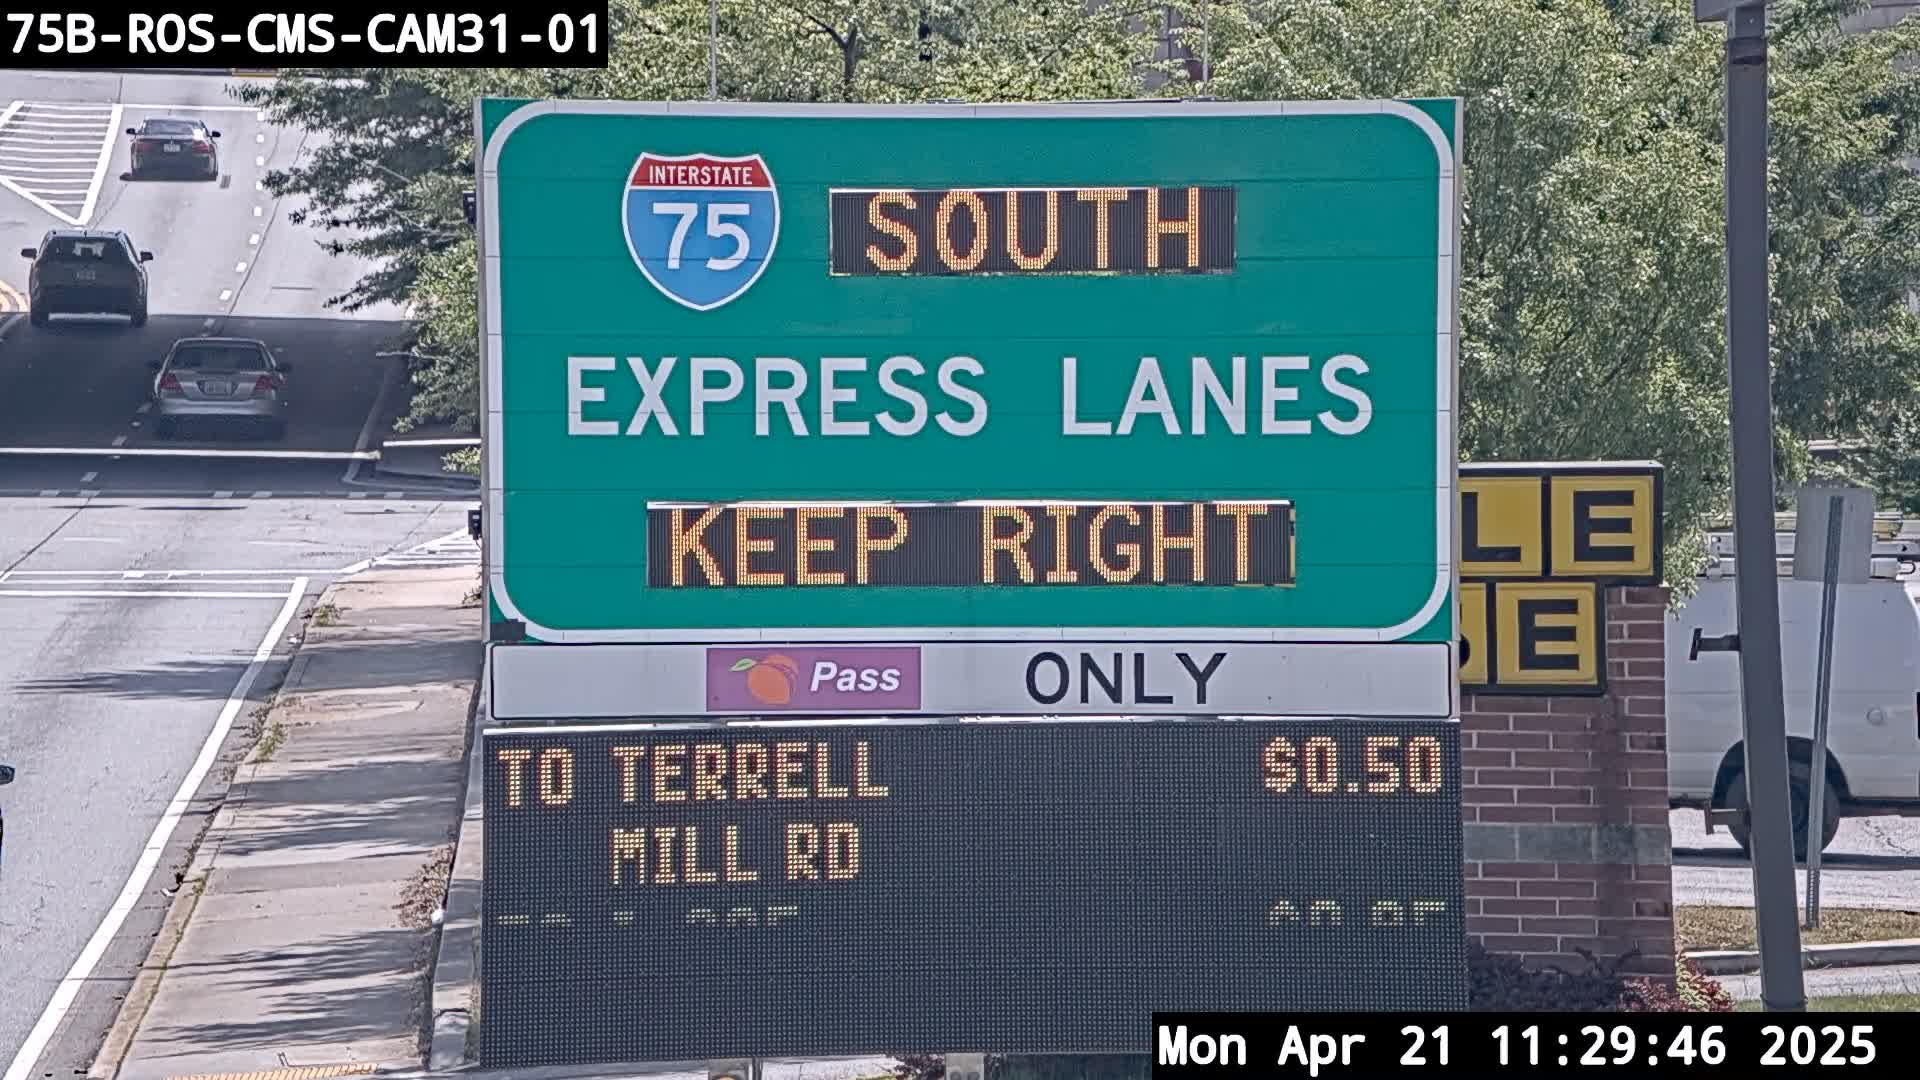 75B-ROS-CMS-CAM31-01
INTERSTATE
75
SOUTH
EXPRESS LANES
KEEP RIGHT
Pass ONLY
TO TERRELL $0.50
MILL RD
LE
E
Mon Apr 21 11:29:46 2025